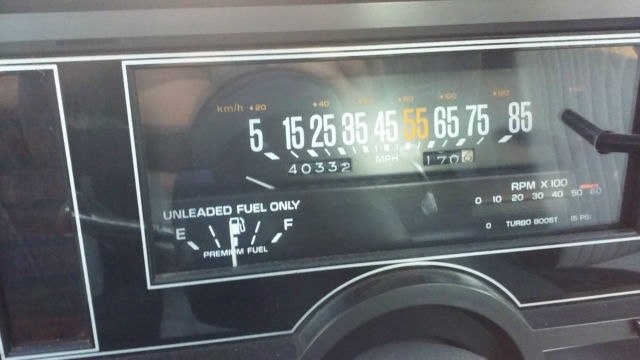 km/h 20 40 60 80 100 120
5 15 25 35 45 55 65 75 85
40332 MPH 170
UNLEADED FUEL ONLY
E F
PREMIUM FUEL
RPM X 100
0 10 20 30 40 50 60
0 TURBO BOOST 15 PSI